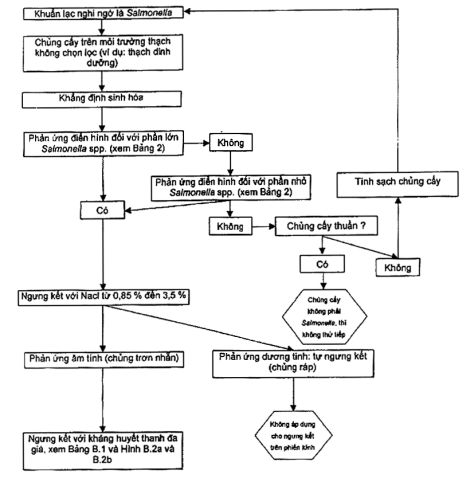 Khuẩn lạc nghi ngờ là Salmonella
Chủng cấy trên môi trường thạch
không chọn lọc (ví dụ: thạch dinh
dưỡng)
Khẳng định sinh hóa
Phản ứng điển hình đối với phần lớn
Salmonella spp. (xem Bảng 2)
Không
Phản ứng điển hình đối với phần nhỏ
Salmonella spp. (xem Bảng 2)
Tinh sạch chủng cấy
Có
Không
Chủng cấy thuần ?
Có
Không
Ngưng kết với Nacl từ 0,85 % đến 3,5 %
Chủng cấy
không phải
Salmonella, thì
không thử tiếp
Phản ứng âm tính (chủng trơn nhẵn)
Phản ứng dương tính: tự ngưng kết
(chủng ráp)
Ngưng kết với kháng huyết thanh đa
giá, xem Bảng B.1 và Hình B.2a và
B.2b
Không áp dụng
cho ngưng kết
trên phiến kính